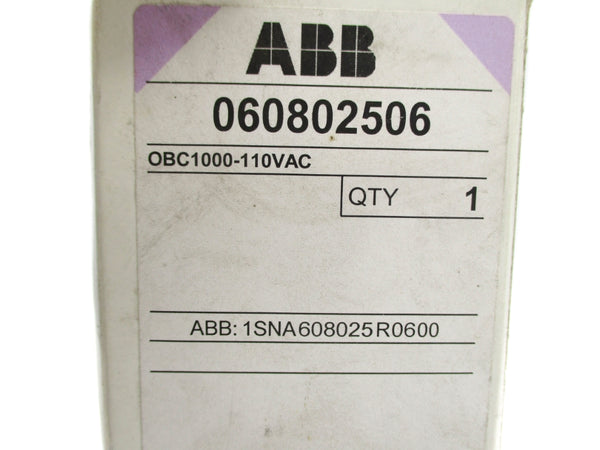 ABB
060802506
OBC1000-110VAC
QTY 1
ABB: 1SNA608025R0600